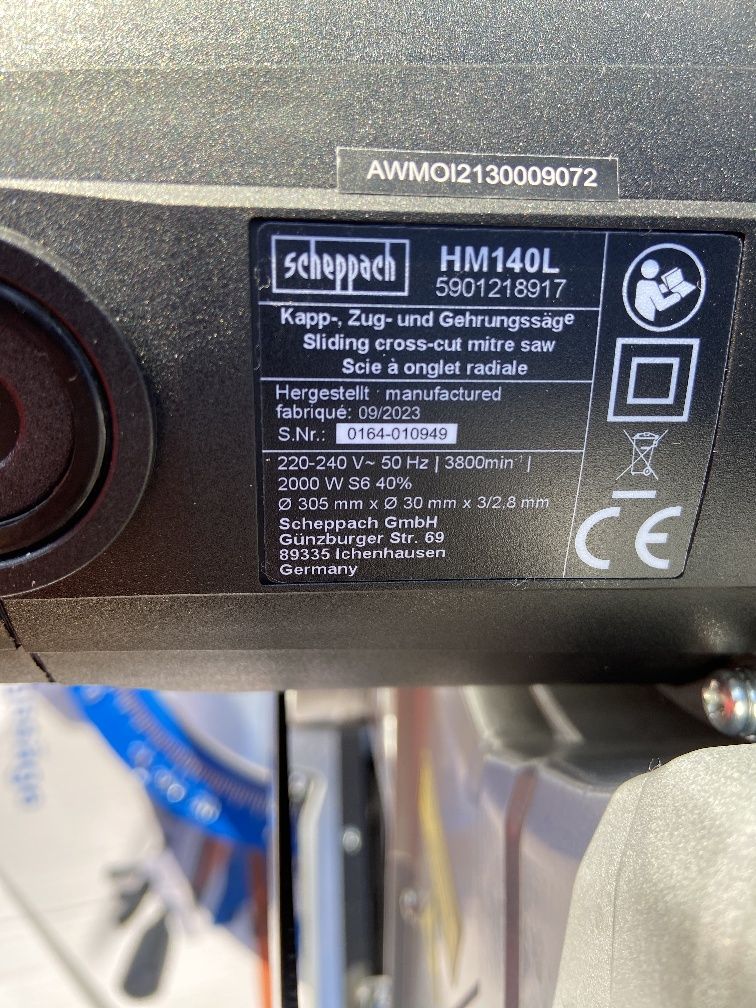 AWMOI2130009072
scheppach
HM140L
5901218917
Kapp-, Zug- und Gehrungssäge
Sliding cross-cut mitre saw
Scie à onglet radiale
Hergestellt · manufactured
fabriqué: 09/2023
S.Nr.: 0164-010949
220-240 V~ 50 Hz | 3800min⁻¹ |
2000 W S6 40%
Ø 305 mm x Ø 30 mm x 3/2,8 mm
Scheppach GmbH
Günzburger Str. 69
89335 Ichenhausen
Germany
CE